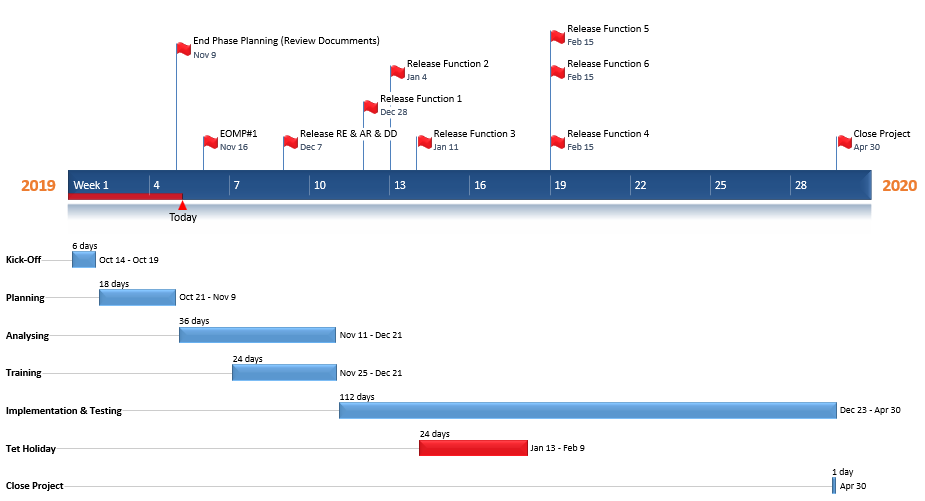 Release Function 5
Feb 15
End Phase Planning (Review Documments)
Nov 9
Release Function 2
Jan 4
Release Function 6
Feb 15
Release Function 1
Dec 28
EOMP#1
Nov 16
Release RE & AR & DD
Dec 7
Release Function 3
Jan 11
Release Function 4
Feb 15
Close Project
Apr 30
2019 Week 1 4 7 10 13 16 19 22 25 28 2020
Today
6 days
Kick-Off Oct 14 - Oct 19
18 days
Planning Oct 21 - Nov 9
36 days
Analysing Nov 11 - Dec 21
24 days
Training Nov 25 - Dec 21
112 days
Implementation & Testing Dec 23 - Apr 30
24 days
Tet Holiday Jan 13 - Feb 9
1 day
Close Project Apr 30